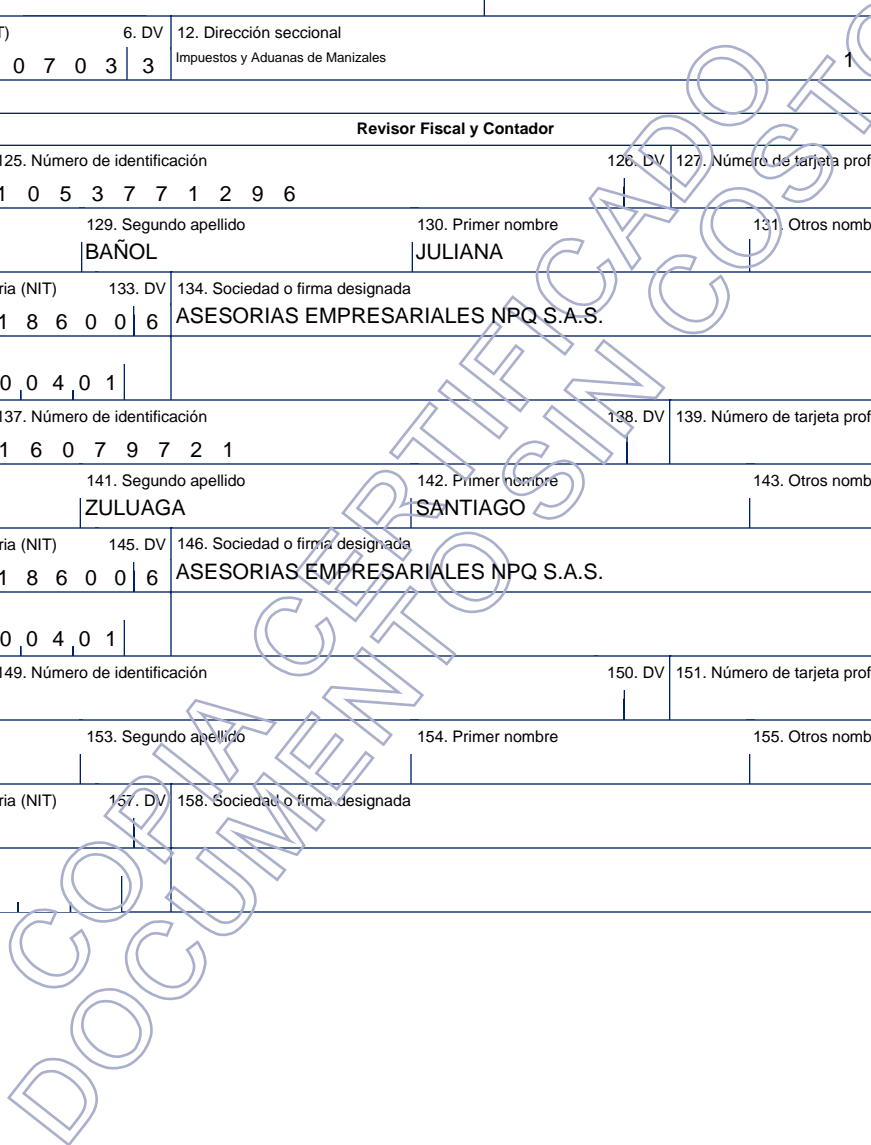 T) 6. DV 12. Dirección seccional
0 7 0 3 3 Impuestos y Aduanas de Manizales 1
Revisor Fiscal y Contador
125. Número de identificación 126. DV 127. Número de tarjeta prof
1 0 5 3 7 7 1 2 9 6
129. Segundo apellido 130. Primer nombre 131. Otros nomb
BAÑOL JULIANA
ria (NIT) 133. DV 134. Sociedad o firma designada
1 8 6 0 0 6 ASESORIAS EMPRESARIALES NPQ S.A.S.
0 0 4 0 1
137. Número de identificación 138. DV 139. Número de tarjeta prof
1 6 0 7 9 7 2 1
141. Segundo apellido 142. Primer nombre 143. Otros nomb
ZULUAGA SANTIAGO
ria (NIT) 145. DV 146. Sociedad o firma designada
1 8 6 0 0 6 ASESORIAS EMPRESARIALES NPQ S.A.S.
0 0 4 0 1
149. Número de identificación 150. DV 151. Número de tarjeta prof
153. Segundo apellido 154. Primer nombre 155. Otros nomb
ria (NIT) 157. DV 158. Sociedad o firma designada
COPIA CERTIFICADO
DOCUMENTO SIN COSTO